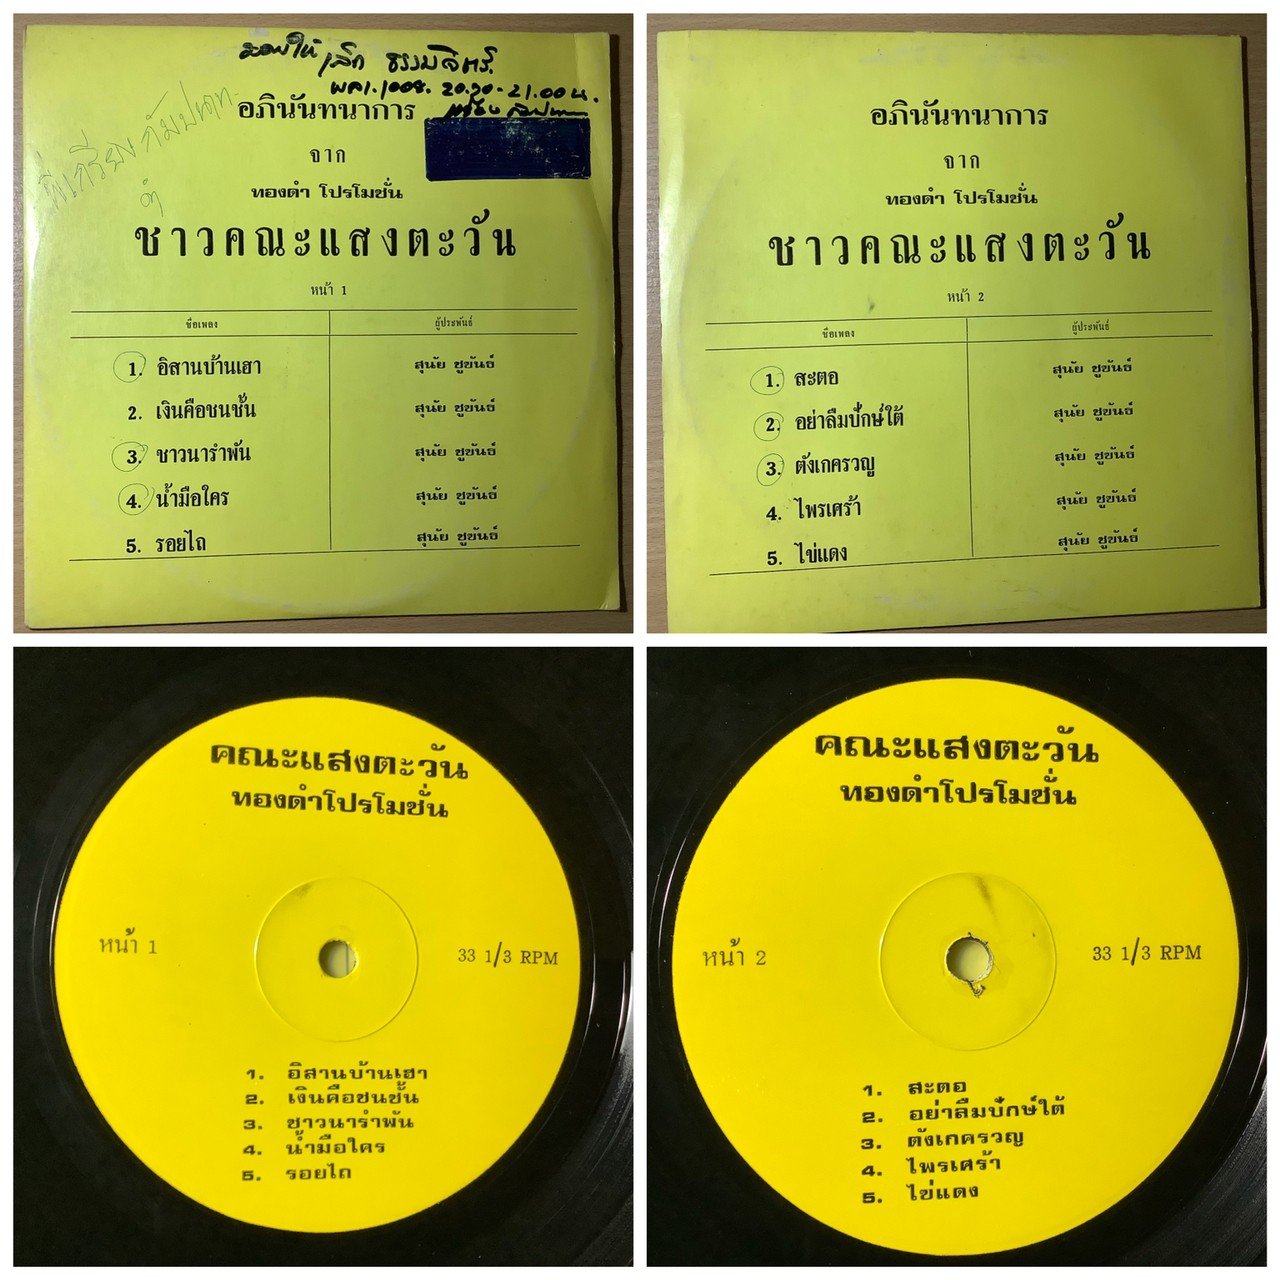 มอบให้ เล็ก ธรรมจิตร์
อภินันทนาการ
จาก
ทองดำ โปรโมชั่น
ชาวคณะแสงตะวัน
หน้า 1
ชื่อเพลง ผู้ประพันธ์
1. อิสานบ้านเฮา สุนัย ชูขันธ์
2. เงินคือชนชั้น สุนัย ชูขันธ์
3. ชาวนารำพัน สุนัย ชูขันธ์
4. น้ำมือใคร สุนัย ชูขันธ์
5. รอยไถ สุนัย ชูขันธ์
อภินันทนาการ
จาก
ทองดำ โปรโมชั่น
ชาวคณะแสงตะวัน
หน้า 2
ชื่อเพลง ผู้ประพันธ์
1. สะตอ สุนัย ชูขันธ์
2. อย่าลืมปักษ์ใต้ สุนัย ชูขันธ์
3. ตังเกครวญ สุนัย ชูขันธ์
4. ไพรเศร้า สุนัย ชูขันธ์
5. ไข่แดง สุนัย ชูขันธ์
คณะแสงตะวัน
ทองดำโปรโมชั่น
หน้า 1 33 1/3 RPM
1. อิสานบ้านเฮา
2. เงินคือชนชั้น
3. ชาวนารำพัน
4. น้ำมือใคร
5. รอยไถ
คณะแสงตะวัน
ทองดำโปรโมชั่น
หน้า 2 33 1/3 RPM
1. สะตอ
2. อย่าลืมปักษ์ใต้
3. ตังเกครวญ
4. ไพรเศร้า
5. ไข่แดง